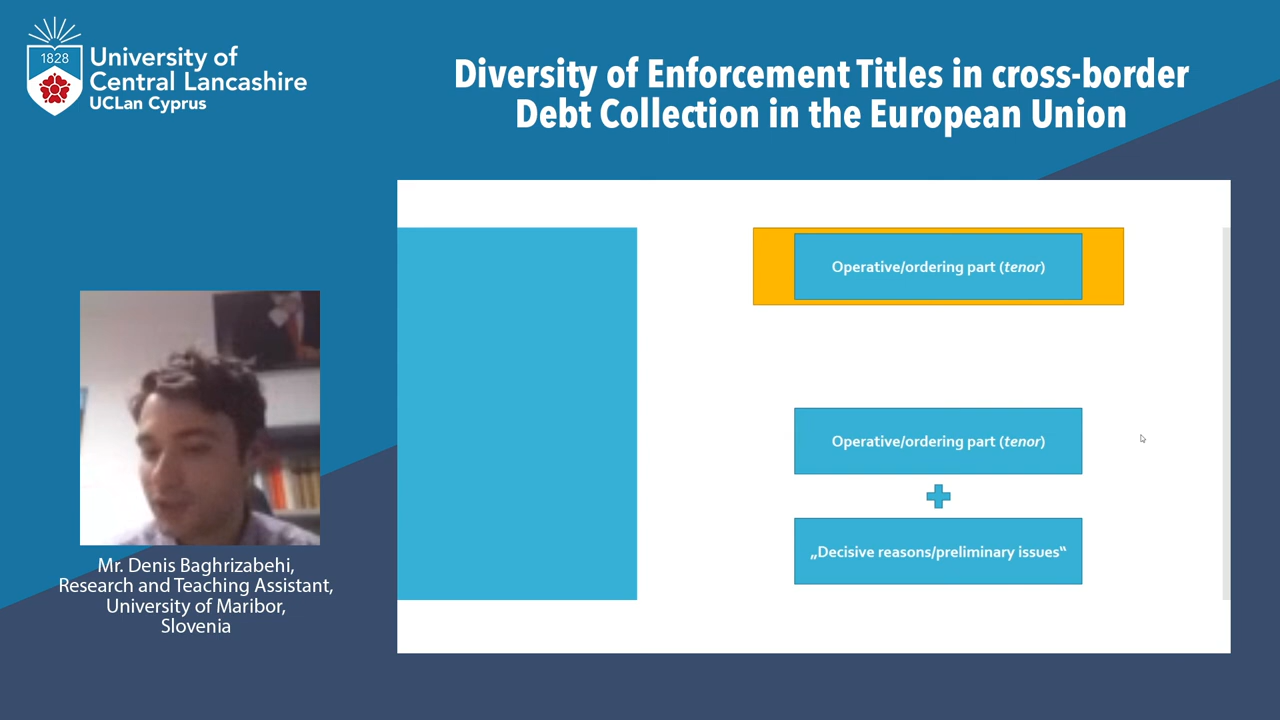 1828
University of
Central Lancashire
UCLan Cyprus
Diversity of Enforcement Titles in cross-border
Debt Collection in the European Union
Operative/ordering part (tenor)
Operative/ordering part (tenor)
„Decisive reasons/preliminary issues“
Mr. Denis Baghrizabehi,
Research and Teaching Assistant,
University of Maribor,
Slovenia